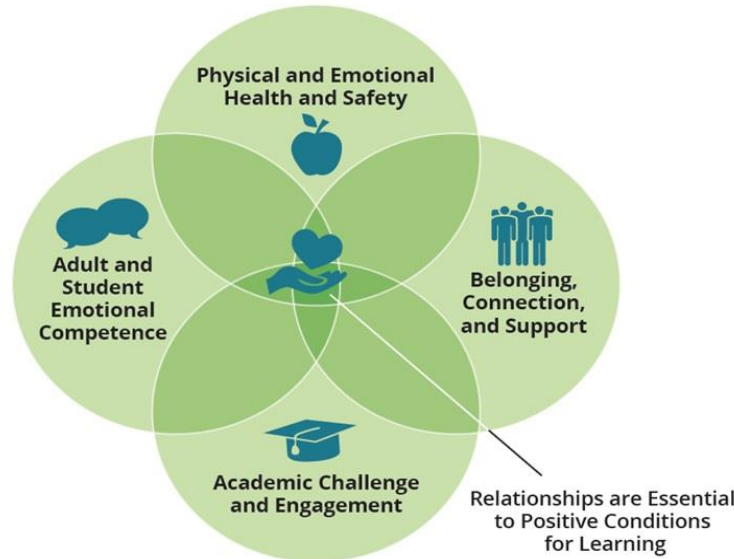 Physical and Emotional
Health and Safety
Adult and
Student
Emotional
Competence
Belonging,
Connection,
and Support
Academic Challenge
and Engagement
Relationships are Essential
to Positive Conditions
for Learning